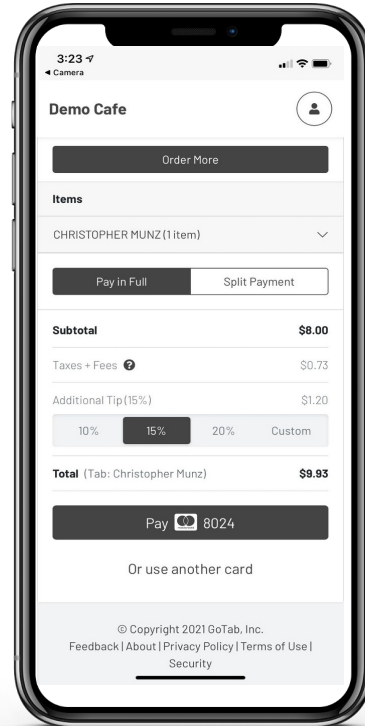 3:23
◄ Camera
Demo Cafe
Order More
Items
CHRISTOPHER MUNZ (1 item)
Pay in Full Split Payment
Subtotal $8.00
Taxes + Fees ? $0.73
Additional Tip (15%) $1.20
10% 15% 20% Custom
Total (Tab: Christopher Munz) $9.93
Pay 8024
Or use another card
© Copyright 2021 GoTab, Inc.
Feedback | About | Privacy Policy | Terms of Use |
Security